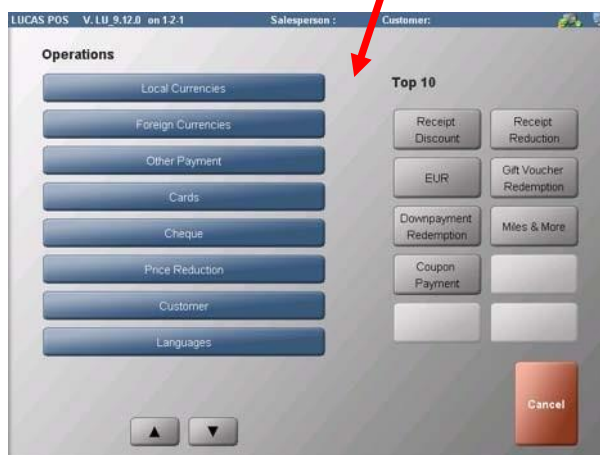 LUCAS POS V. LU_9.12.0 on 1-2-1 Salesperson : Customer:
Operations
Local Currencies
Foreign Currencies
Other Payment
Cards
Cheque
Price Reduction
Customer
Languages
Top 10
Receipt
Discount
Receipt
Reduction
EUR
Gift Voucher
Redemption
Downpayment
Redemption
Miles & More
Coupon
Payment
Cancel